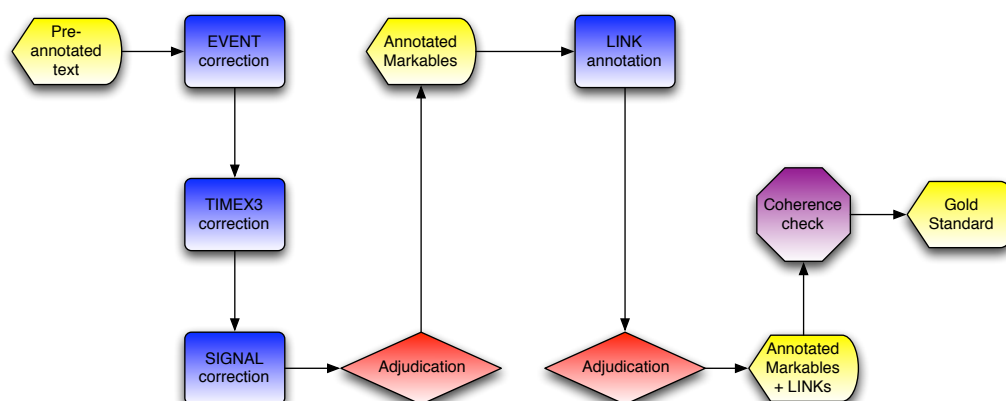 Pre-
annotated
text
EVENT
correction
TIMEX3
correction
SIGNAL
correction
Adjudication
Annotated
Markables
LINK
annotation
Adjudication
Annotated
Markables
+ LINKs
Coherence
check
Gold
Standard